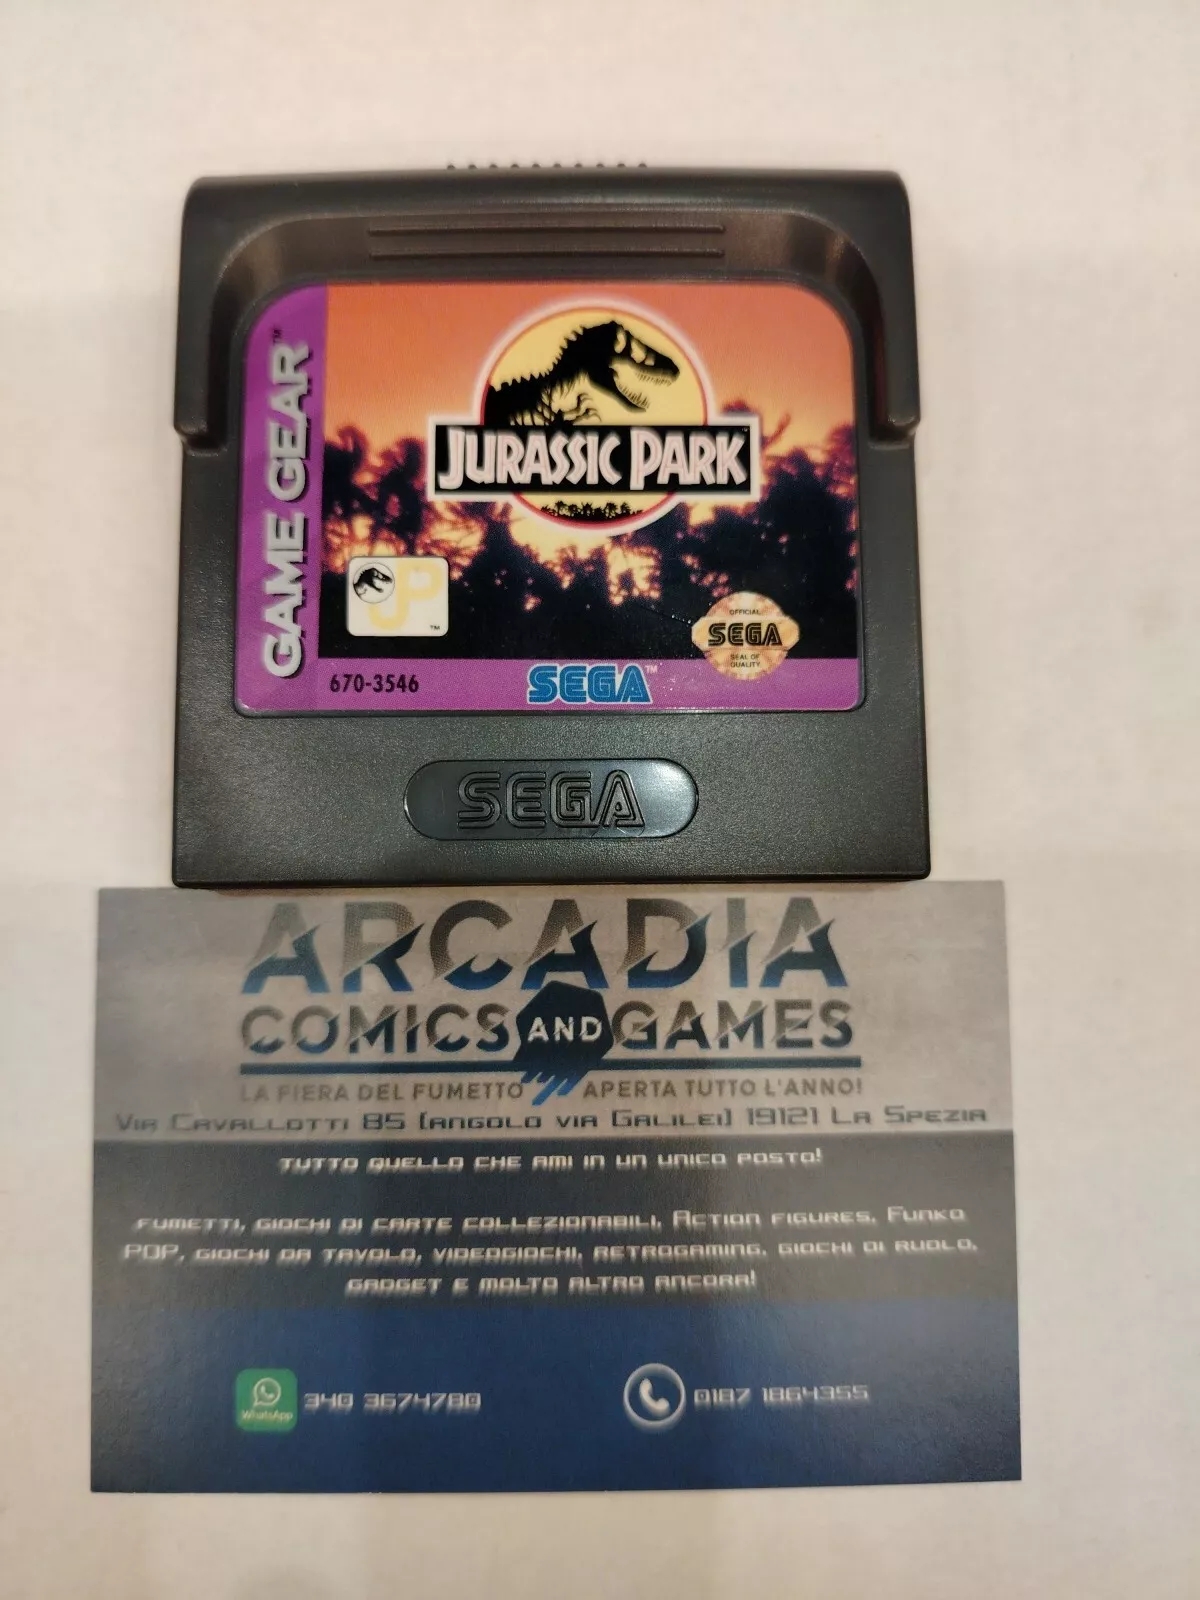 GAME GEAR™
JURASSIC PARK
JP
™
OFFICIAL
SEGA
SEAL OF
QUALITY
670-3546
SEGA™
SEGA
ARCADIA
COMICS AND GAMES
LA FIERA DEL FUMETTO APERTA TUTTO L'ANNO!
Via Cavallotti 85 (angolo via Galilei) 19121 La Spezia
tutto quello che ami in un unico posto!
fumetti, giochi di carte collezionabili, Action figures, Funko
POP, giochi da tavolo, videogiochi, retrogaming, giochi di ruolo,
gadget e molto altro ancora!
WhatsApp
340 3674780
0187 1864355